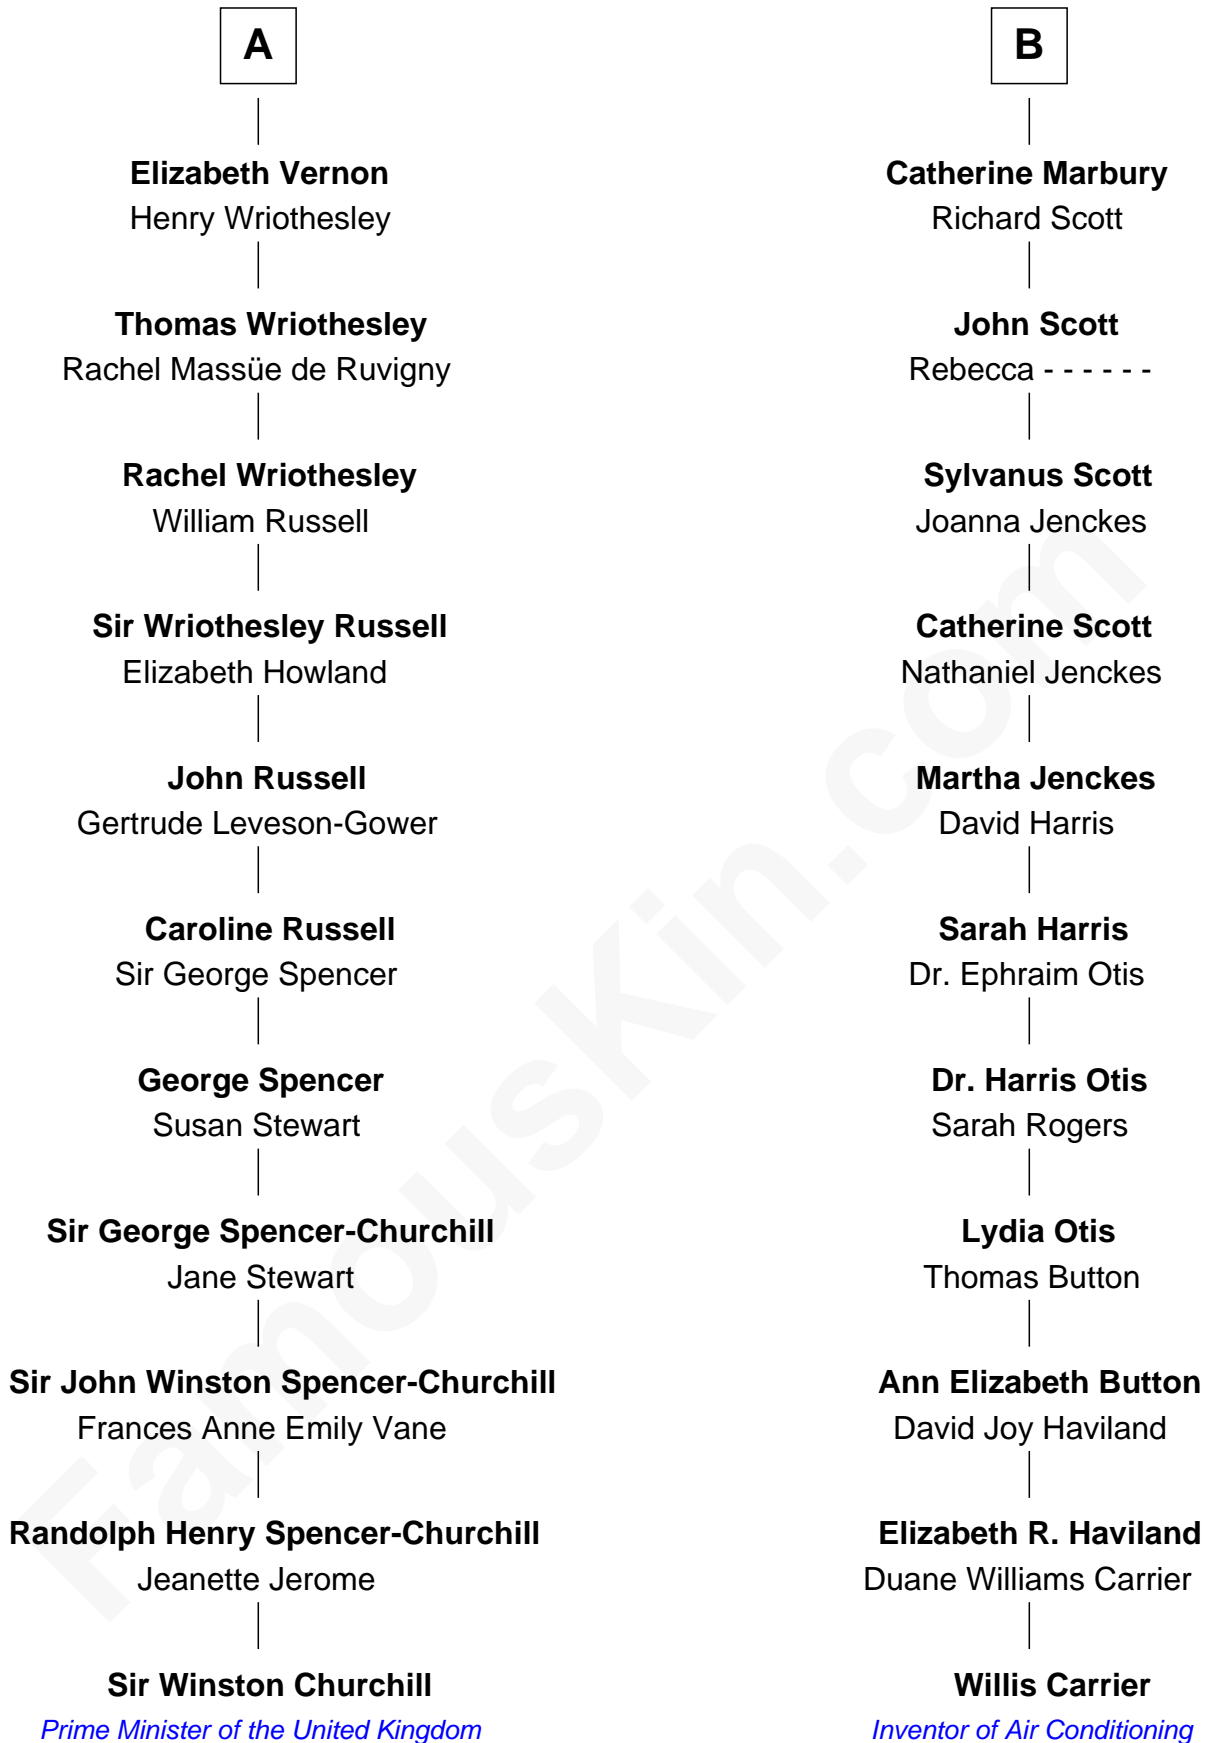 A
Elizabeth Vernon
Henry Wriothesley
Thomas Wriothesley
Rachel Massüe de Ruvigny
Rachel Wriothesley
William Russell
Sir Wriothesley Russell
Elizabeth Howland
John Russell
Gertrude Leveson-Gower
Caroline Russell
Sir George Spencer
George Spencer
Susan Stewart
Sir George Spencer-Churchill
Jane Stewart
Sir John Winston Spencer-Churchill
Frances Anne Emily Vane
Randolph Henry Spencer-Churchill
Jeanette Jerome
Sir Winston Churchill
Prime Minister of the United Kingdom
B
Catherine Marbury
Richard Scott
John Scott
Rebecca - - - - - -
Sylvanus Scott
Joanna Jenckes
Catherine Scott
Nathaniel Jenckes
Martha Jenckes
David Harris
Sarah Harris
Dr. Ephraim Otis
Dr. Harris Otis
Sarah Rogers
Lydia Otis
Thomas Button
Ann Elizabeth Button
David Joy Haviland
Elizabeth R. Haviland
Duane Williams Carrier
Willis Carrier
Inventor of Air Conditioning
FamousKin.com